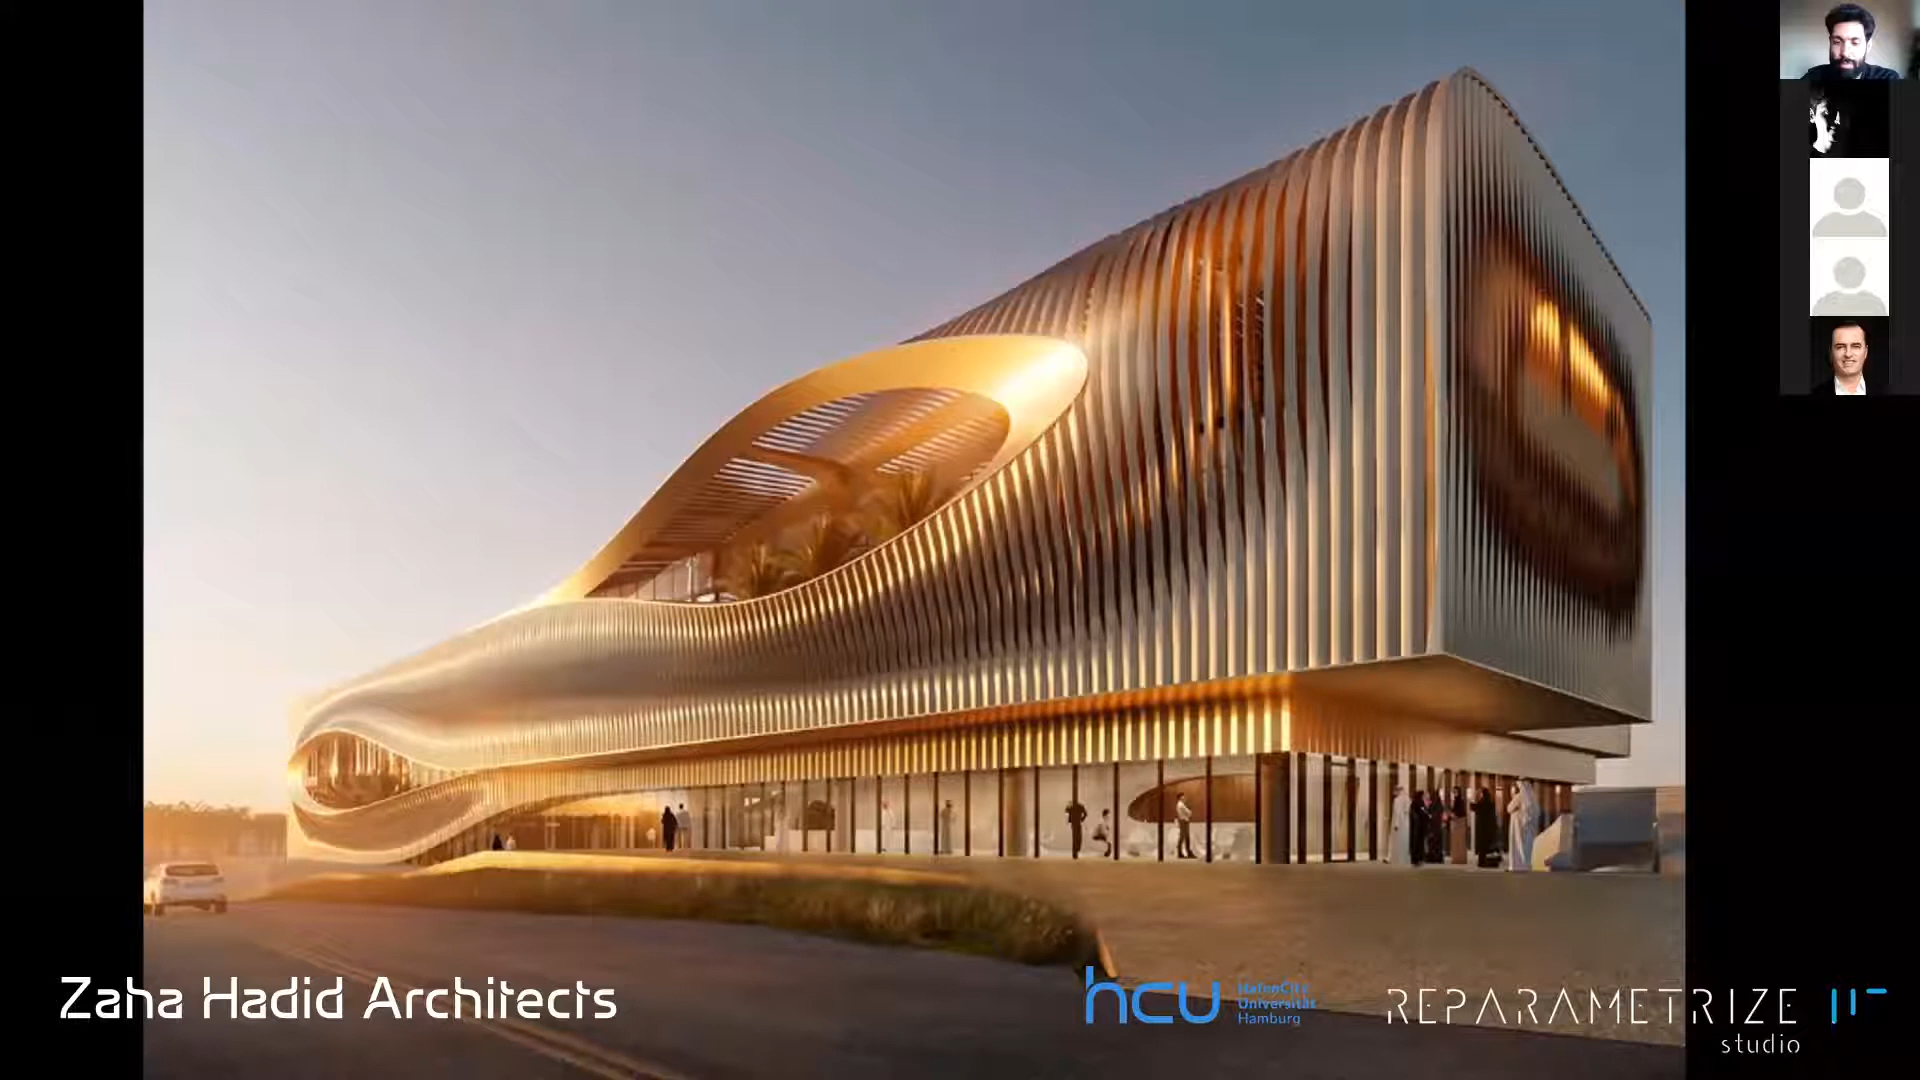 Zaha Hadid Architects
hcu
HafenCity
Universität
Hamburg
REPARAMETRIZE
studio